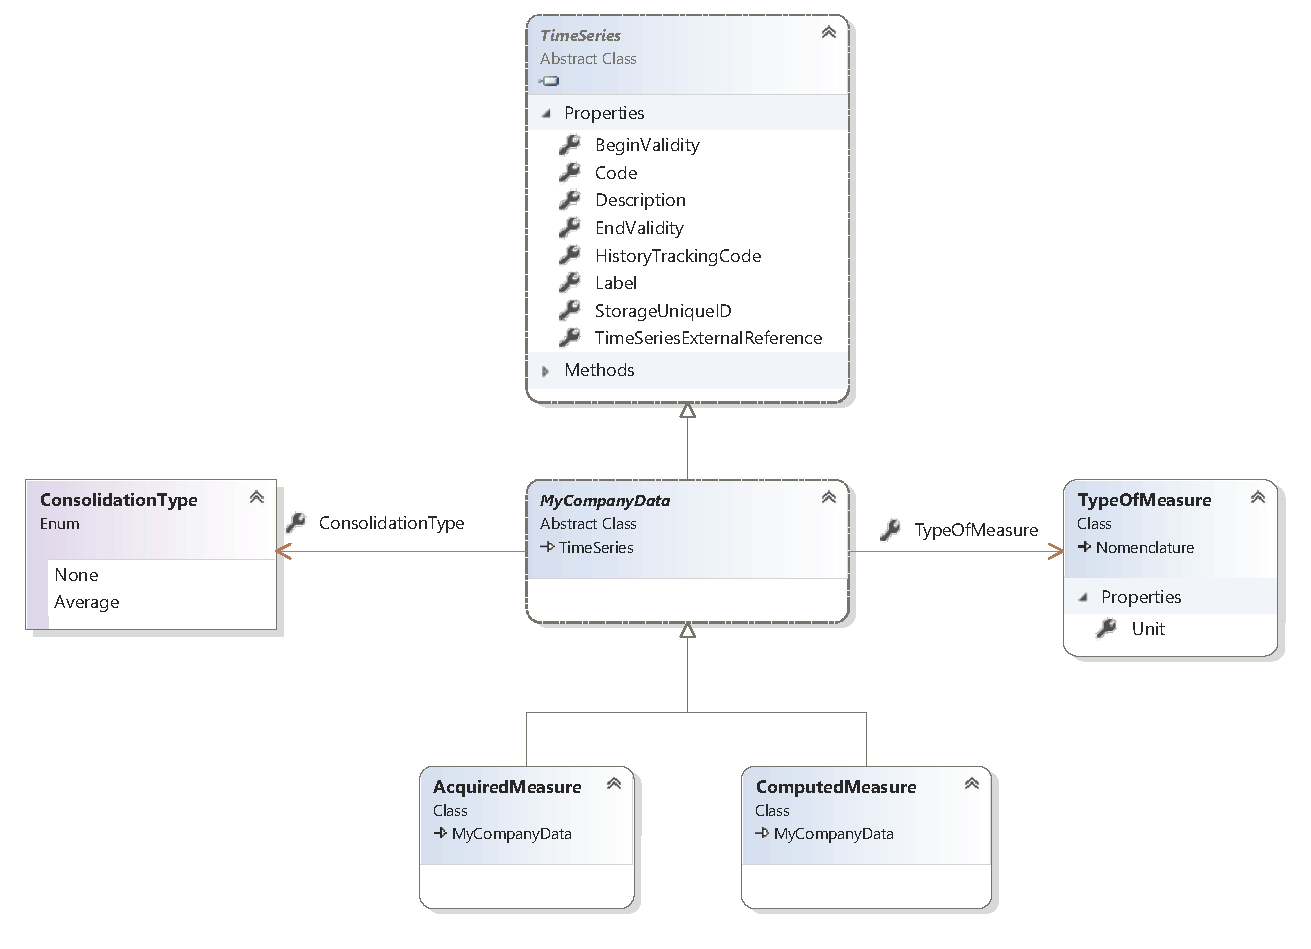 TimeSeries
Abstract Class
Properties
BeginValidity
Code
Description
EndValidity
HistoryTrackingCode
Label
StorageUniqueID
TimeSeriesExternalReference
Methods
ConsolidationType
Enum
None
Average
ConsolidationType
MyCompanyData
Abstract Class
TimeSeries
TypeOfMeasure
TypeOfMeasure
Class
Nomenclature
Properties
Unit
AcquiredMeasure
Class
MyCompanyData
ComputedMeasure
Class
MyCompanyData